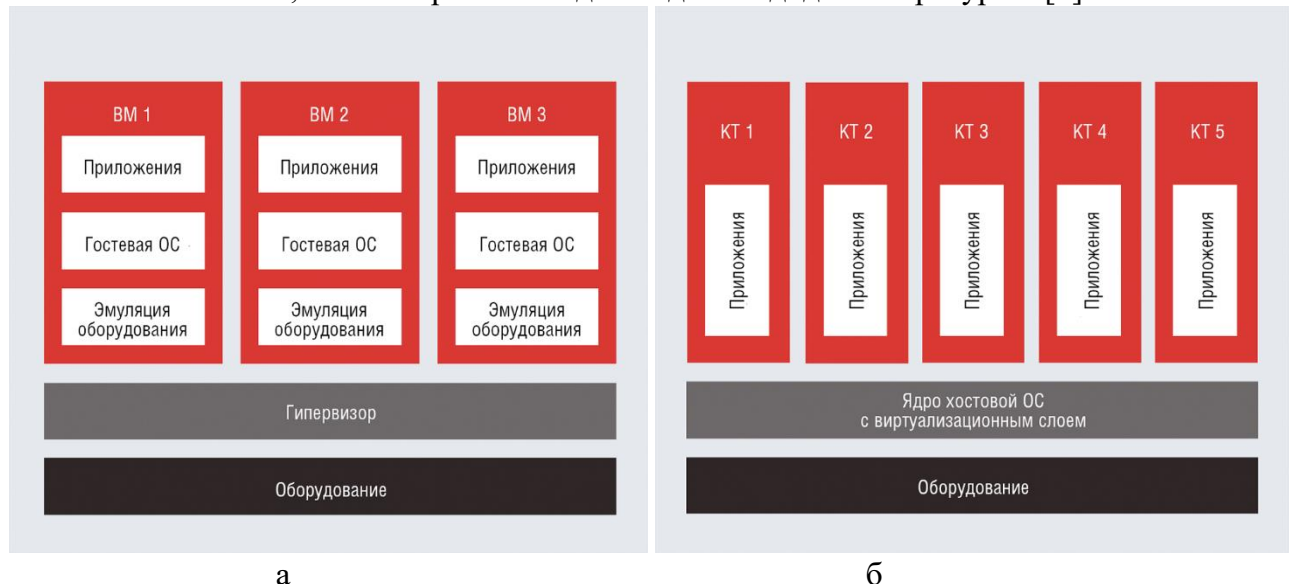 ВМ 1
Приложения
Гостевая ОС
Эмуляция
оборудования
ВМ 2
Приложения
Гостевая ОС
Эмуляция
оборудования
ВМ 3
Приложения
Гостевая ОС
Эмуляция
оборудования
Гипервизор
Оборудование
а
КТ 1
Приложения
КТ 2
Приложения
КТ 3
Приложения
КТ 4
Приложения
КТ 5
Приложения
Ядро хостовой ОС
с виртуализационным слоем
Оборудование
б